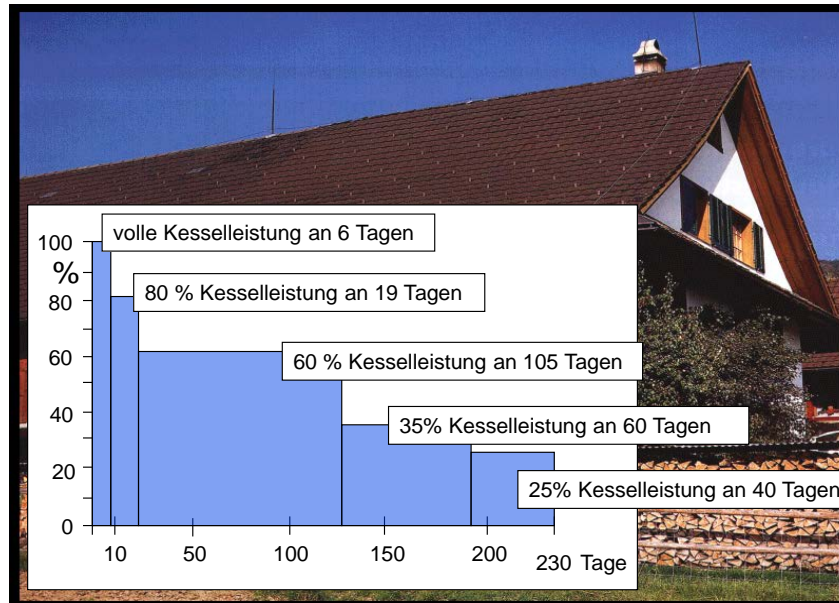 volle Kesselleistung an 6 Tagen
100
%
80 % Kesselleistung an 19 Tagen
80
60 % Kesselleistung an 105 Tagen
60
35% Kesselleistung an 60 Tagen
40
25% Kesselleistung an 40 Tagen
20
0
10 50 100 150 200 230 Tage